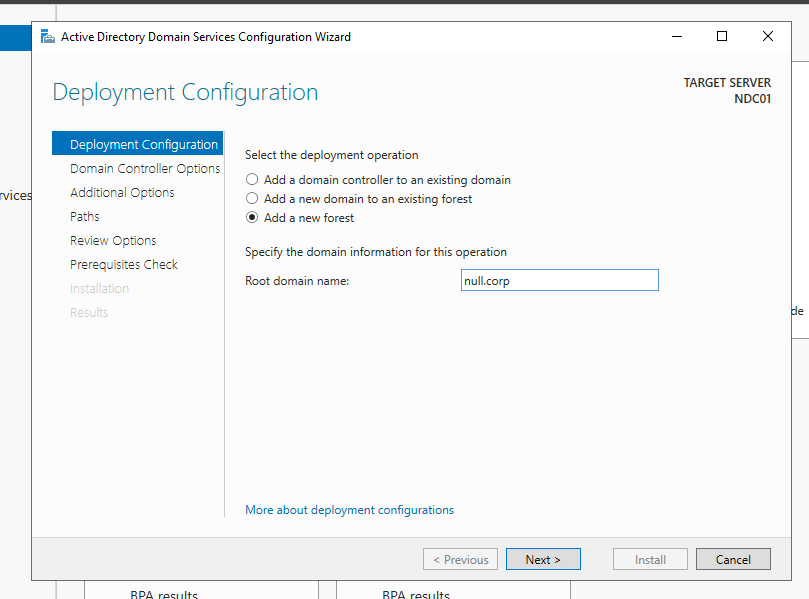 Active Directory Domain Services Configuration Wizard
Deployment Configuration
TARGET SERVER
NDC01
Deployment Configuration
Domain Controller Options
Additional Options
Paths
Review Options
Prerequisites Check
Installation
Results
Select the deployment operation
Add a domain controller to an existing domain
Add a new domain to an existing forest
Add a new forest
Specify the domain information for this operation
Root domain name: null.corp
More about deployment configurations
< Previous Next > Install Cancel
rvices
de
BPA results BPA results